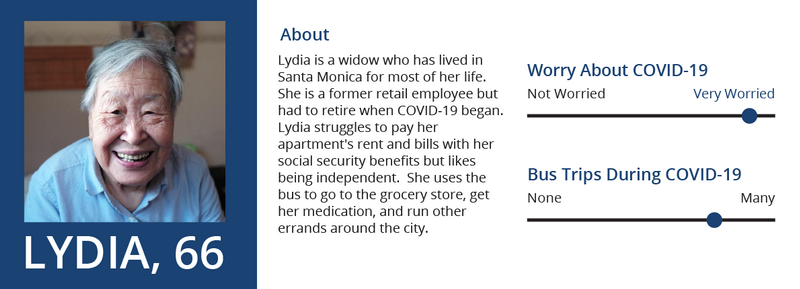 LYDIA, 66
About
Lydia is a widow who has lived in
Santa Monica for most of her life.
She is a former retail employee but
had to retire when COVID-19 began.
Lydia struggles to pay her
apartment's rent and bills with her
social security benefits but likes
being independent.  She uses the
bus to go to the grocery store, get
her medication, and run other
errands around the city.
Worry About COVID-19
Not Worried Very Worried
Bus Trips During COVID-19
None Many